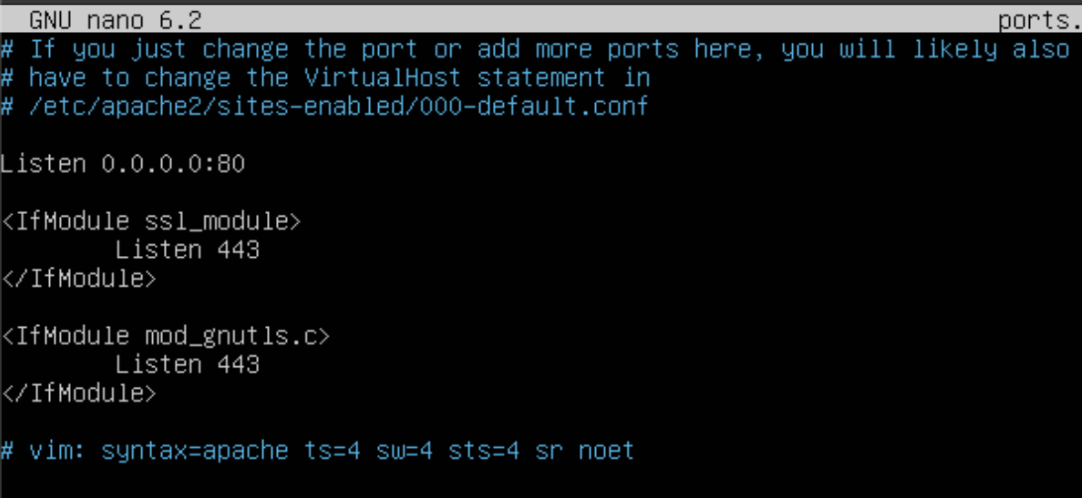 GNU nano 6.2 ports.
# If you just change the port or add more ports here, you will likely also
# have to change the VirtualHost statement in
# /etc/apache2/sites-enabled/000-default.conf
Listen 0.0.0.0:80
<IfModule ssl_module>
Listen 443
</IfModule>
<IfModule mod_gnutls.c>
Listen 443
</IfModule>
# vim: syntax=apache ts=4 sw=4 sts=4 sr noet